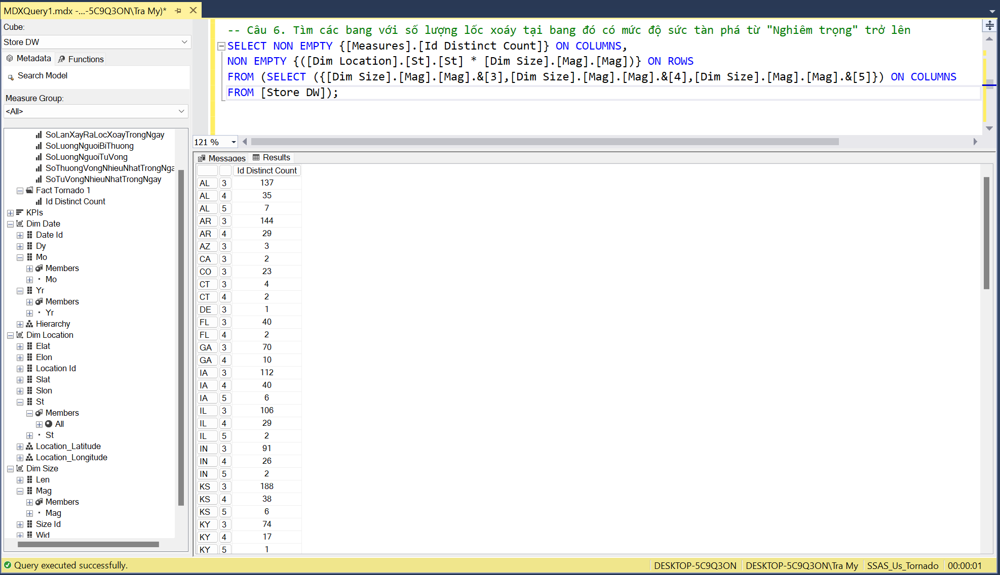 MDXQuery1.mdx -...-5C9Q3ON\Tra My)*
Cube:
Store DW
Metadata
Functions
Search Model
Measure Group:
<All>
SoLanXayRaLocXoayTrongNgay
SoLuongNguoiBiThuong
SoLuongNguoiTuVong
SoThuongVongNhieuNhatTrongNga
SoTuVongNhieuNhatTrongNgay
Fact Tornado 1
Id Distinct Count
KPIs
Dim Date
Date Id
Dy
Mo
Members
Mo
Yr
Members
Yr
Hierarchy
Dim Location
Elat
Elon
Location Id
Slat
Slon
St
Members
All
St
Location_Latitude
Location_Longitude
Dim Size
Len
Mag
Members
Mag
Size Id
Wid
-- Câu 6. Tìm các bang với số lượng lốc xoáy tại bang đó có mức độ sức tàn phá từ "Nghiêm trọng" trở lên
SELECT NON EMPTY {[Measures].[Id Distinct Count]} ON COLUMNS,
NON EMPTY {([Dim Location].[St].[St] * [Dim Size].[Mag].[Mag])} ON ROWS
FROM (SELECT ({[Dim Size].[Mag].[Mag].&[3],[Dim Size].[Mag].[Mag].&[4],[Dim Size].[Mag].[Mag].&[5]}) ON COLUMNS
FROM [Store DW]);
121 %
Messages
Results
Id Distinct Count
AL 3 137
AL 4 35
AL 5 7
AR 3 144
AR 4 29
AZ 3 3
CA 3 2
CO 3 23
CT 3 4
CT 4 2
DE 3 1
FL 3 40
FL 4 2
GA 3 70
GA 4 10
IA 3 112
IA 4 40
IA 5 6
IL 3 106
IL 4 29
IL 5 2
IN 3 91
IN 4 26
IN 5 2
KS 3 188
KS 4 38
KS 5 6
KY 3 74
KY 4 17
KY 5 1
Query executed successfully.
DESKTOP-5C9Q3ON
DESKTOP-5C9Q3ON\Tra My
SSAS_Us_Tornado
00:00:01